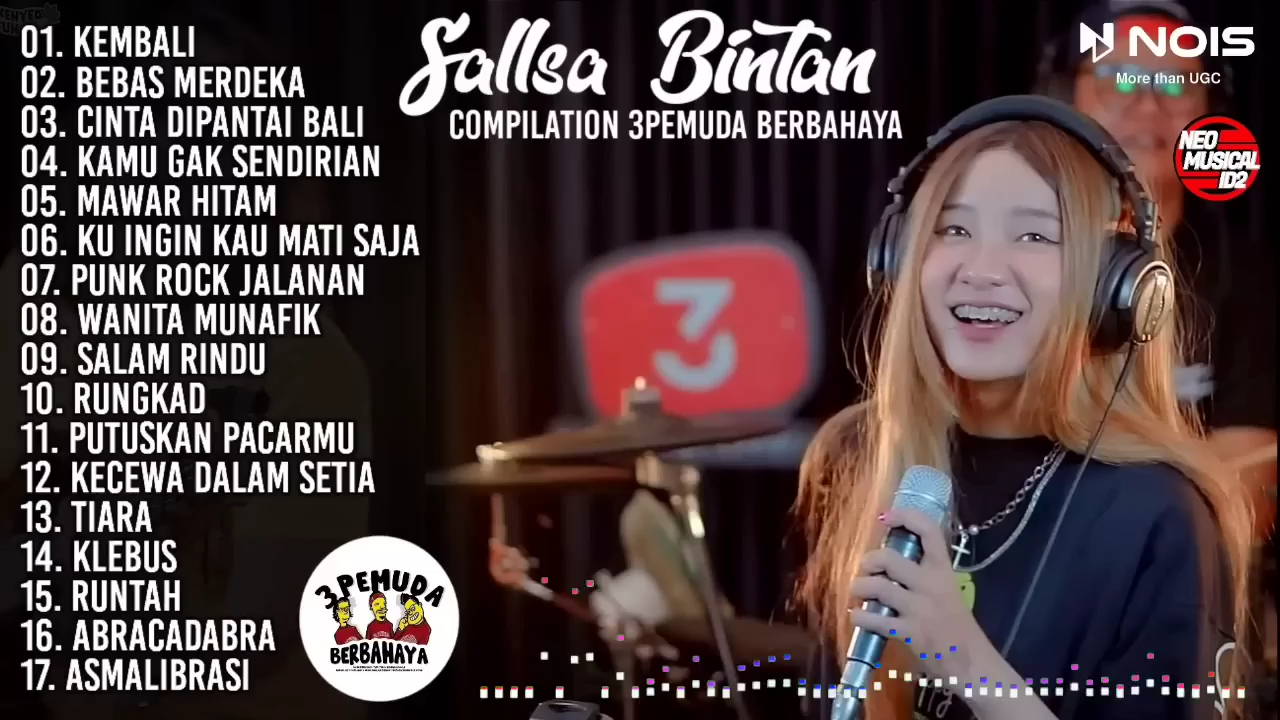 01. KEMBALI
02. BEBAS MERDEKA
03. CINTA DIPANTAI BALI
04. KAMU GAK SENDIRIAN
05. MAWAR HITAM
06. KU INGIN KAU MATI SAJA
07. PUNK ROCK JALANAN
08. WANITA MUNAFIK
09. SALAM RINDU
10. RUNGKAD
11. PUTUSKAN PACARMU
12. KECEWA DALAM SETIA
13. TIARA
14. KLEBUS
15. RUNTAH
16. ABRACADABRA
17. ASMALIBRASI
Sallsa Bintan
COMPILATION 3PEMUDA BERBAHAYA
NOIS
More than UGC
NEO
MUSICAL
ID2
3
3 PEMUDA
BERBAHAYA